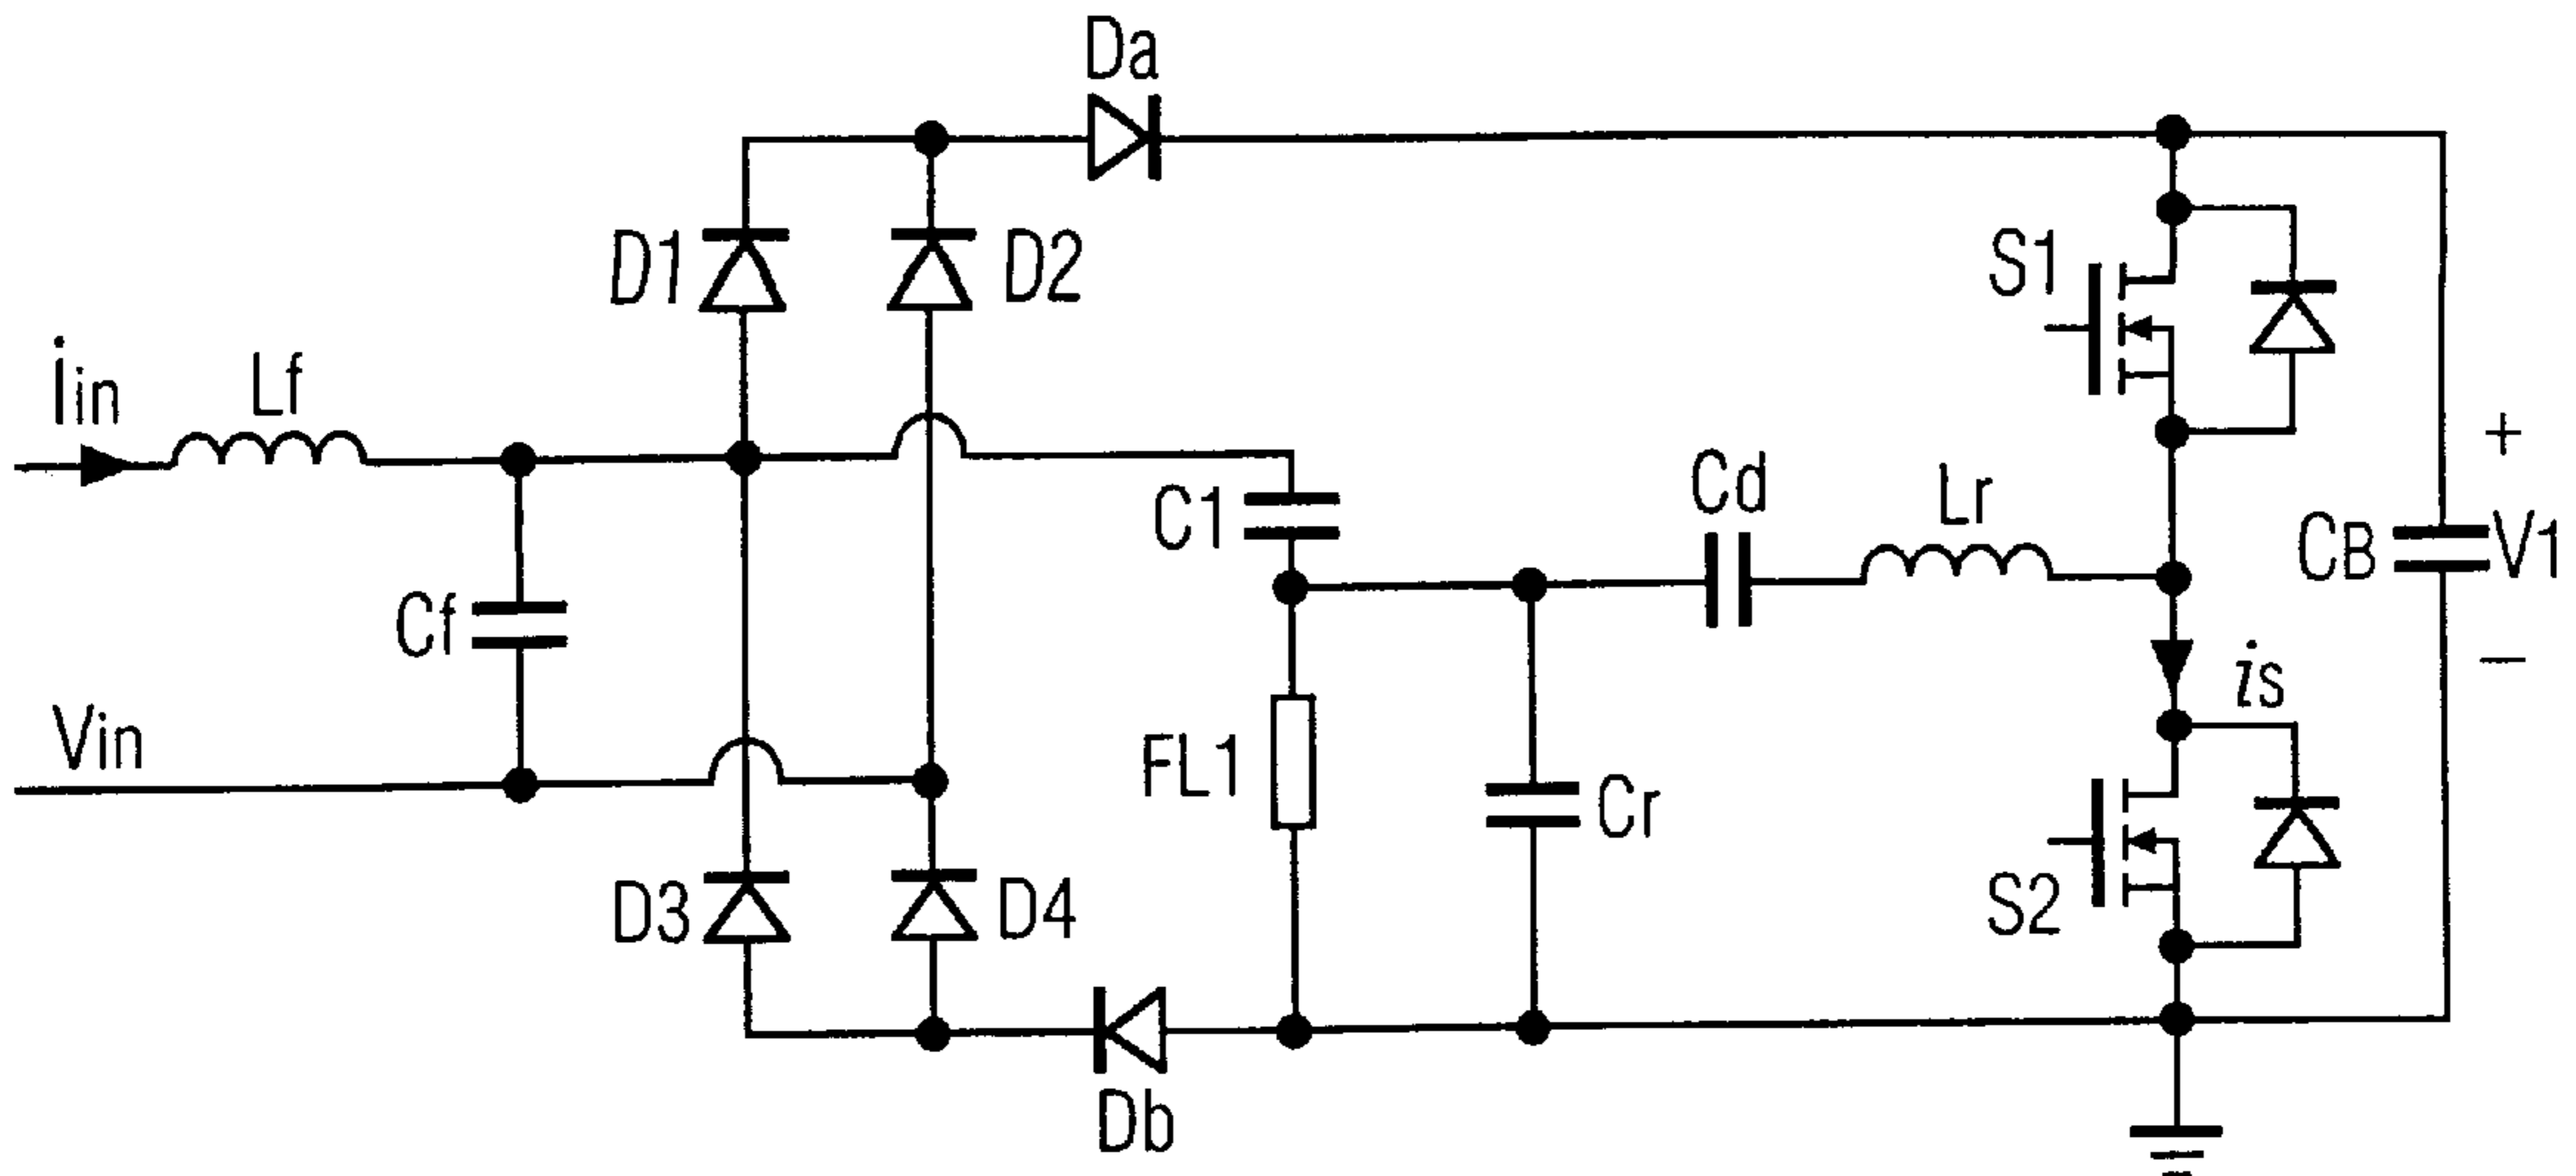 Da
D1
D2
S1
Iin
Lf
C1
Cd
Lr
+
CB
V1
Cf
is
−
Vin
FL1
Cr
D3
D4
S2
Db